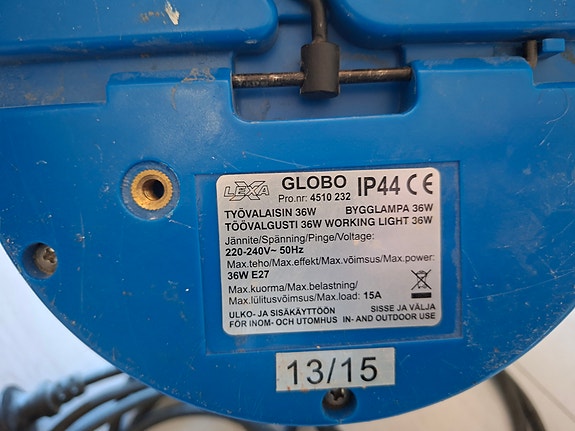 LEXA GLOBO IP44 CE
Pro.nr: 4510 232
TYÖVALAISIN 36W BYGGLAMPA 36W
TÖÖVALGUSTI 36W WORKING LIGHT 36W
Jännite/Spänning/Pinge/Voltage:
220-240V~ 50Hz
Max.teho/Max.effekt/Max.võimsus/Max.power:
36W E27
Max.kuorma/Max.belastning/
Max.lülitusvõimsus/Max.load: 15A
ULKO- JA SISÄKÄYTTÖÖN SISSE JA VÄLJA
FÖR INOM- OCH UTOMHUS IN- AND OUTDOOR USE
13/15